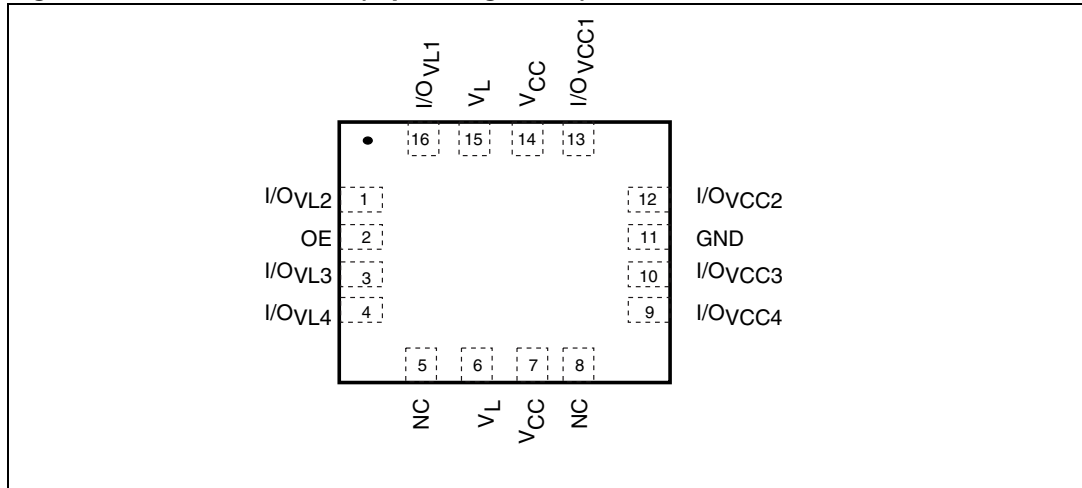 I/OVL1
VL
VCC
I/OVCC1
16 15 14 13
I/OVL2 1 12 I/OVCC2
OE 2 11 GND
I/OVL3 3 10 I/OVCC3
I/OVL4 4 9 I/OVCC4
5 6 7 8
NC
VL
VCC
NC